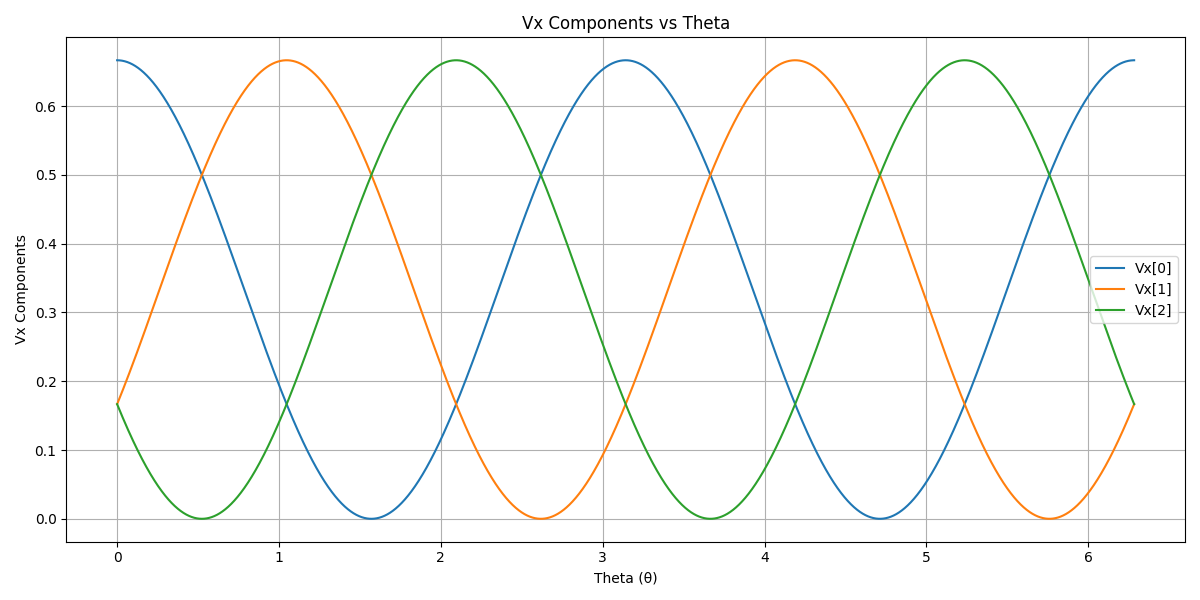 Vx Components vs Theta
Vx Components
0.6
0.5
0.4
0.3
0.2
0.1
0.0
Vx[0]
Vx[1]
Vx[2]
0 1 2 3 4 5 6
Theta (θ)